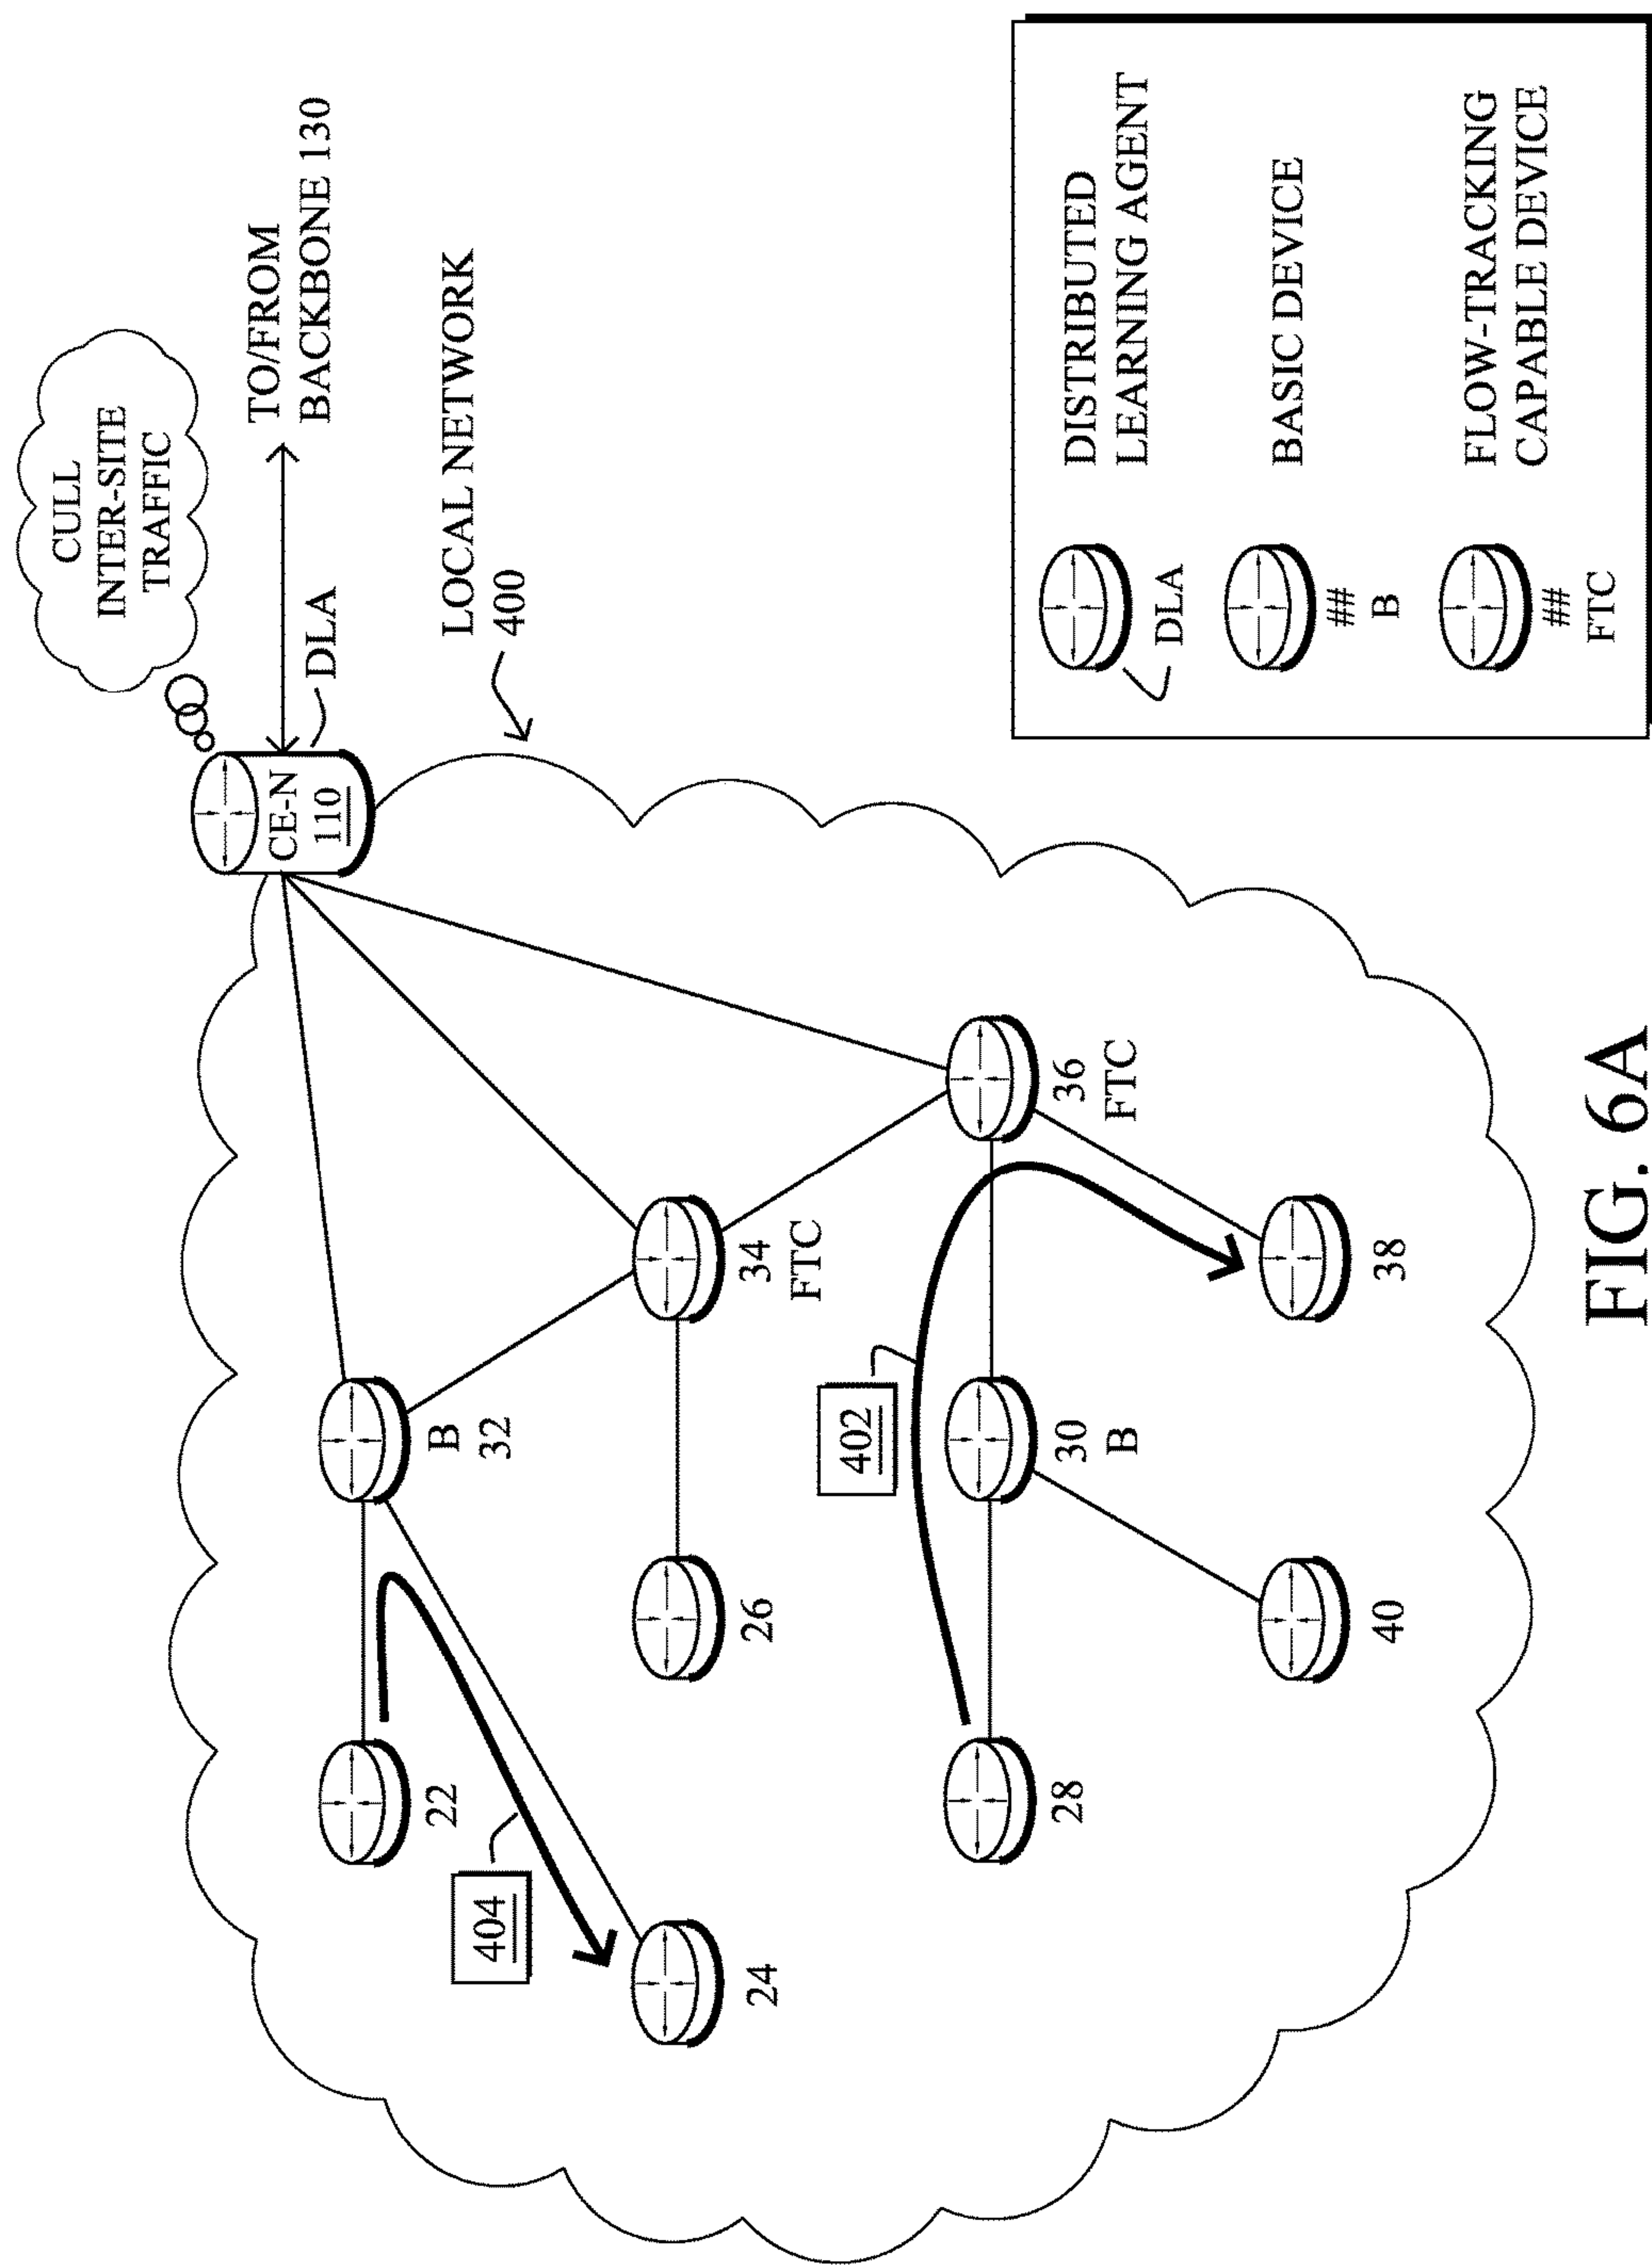 CULL
INTER-SITE
TRAFFIC
TO/FROM
BACKBONE 130
CE-N
110
DLA
LOCAL NETWORK
400
B
32
22
404
24
34
FTC
26
402
36
FTC
30
B
28
38
40
DISTRIBUTED
LEARNING AGENT
DLA
BASIC DEVICE
##
B
FLOW-TRACKING
CAPABLE DEVICE
##
FTC
FIG. 6A